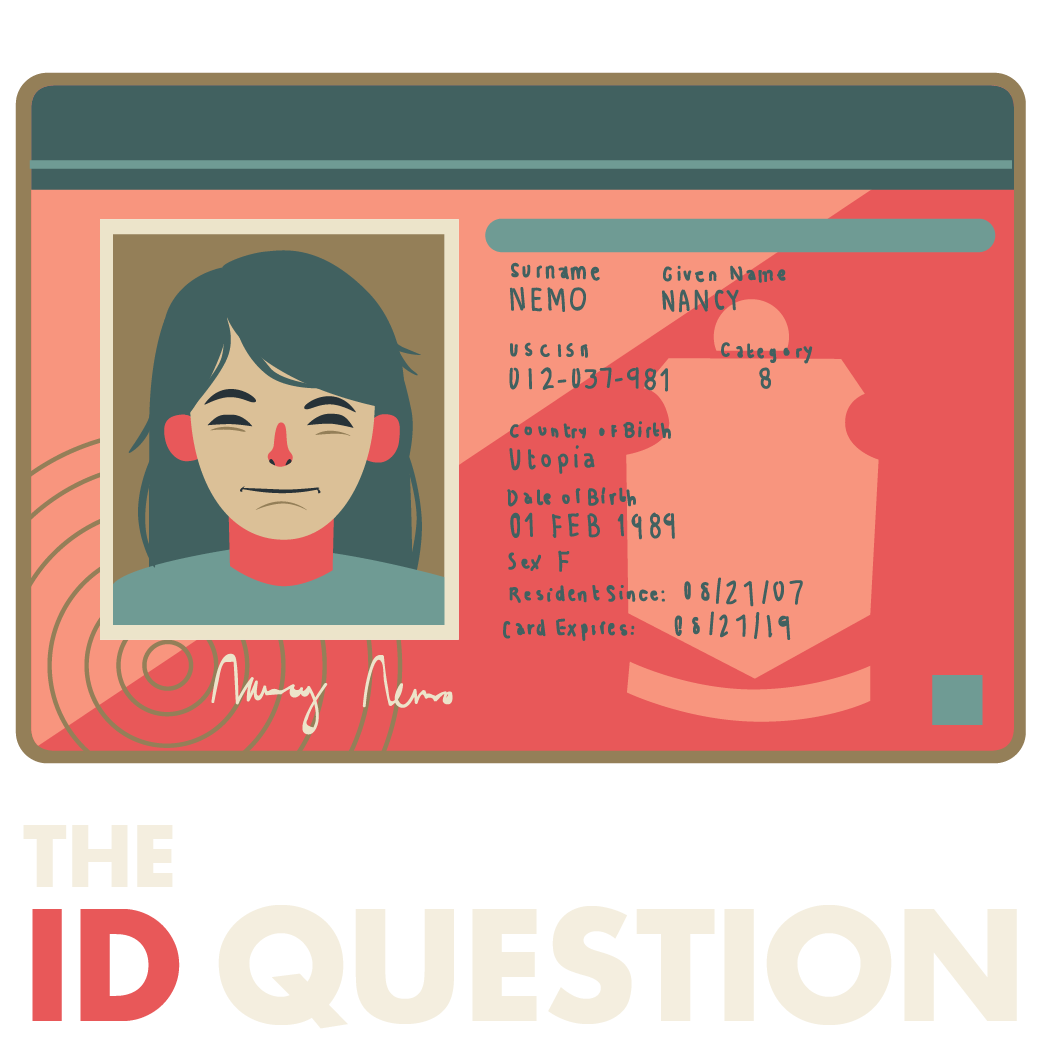 Surname Given Name
NEMO NANCY
USCISn Category
012-037-981 8
Country of Birth
Utopia
Date of Birth
01 FEB 1989
Sex F
Resident Since: 08/21/07
Card Expires: 08/21/19
Nancy Nemo
THE
ID QUESTION